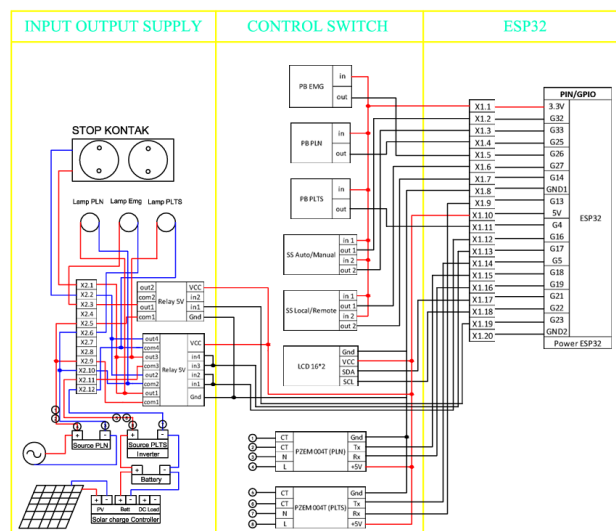 INPUT OUTPUT SUPPLY
CONTROL SWITCH
ESP32
STOP KONTAK
Lamp PLN
Lamp Emg
Lamp PLTS
X2.1
X2.2
X2.3
X2.4
X2.5
X2.6
X2.7
X2.8
X2.9
X2.10
X2.11
X2.12
out2
com2
out1
com1
Relay 5V
VCC
in2
in1
Gnd
out4
com4
out3
com3
out2
com2
out1
com1
Relay 5V
VCC
in4
in3
in2
in1
Gnd
+ -
Source PLN
+ -
Source PLTS
Inverter
+ -
Battery
+ - + - + -
PV Batt DC Load
Solar charge Controller
PB EMG
in
out
PB PLN
in
out
PB PLTS
in
out
SS Auto/Manual
in 1
out 1
in 2
out 2
SS Local/Remote
in 1
out 1
in 2
out 2
LCD 16*2
Gnd
VCC
SDA
SCL
1 CT
2 CT
3 N
4 L
PZEM 004T (PLN)
Gnd
Tx
Rx
+5V
5 CT
6 CT
7 N
8 L
PZEM 004T (PLTS)
Gnd
Tx
Rx
+5V
X1.1
X1.2
X1.3
X1.4
X1.5
X1.6
X1.7
X1.8
X1.9
X1.10
X1.11
X1.12
X1.13
X1.14
X1.15
X1.16
X1.17
X1.18
X1.19
X1.20
PIN/GPIO
3.3V
G32
G33
G25
G26
G27
G14
GND1
G13
5V
G4
G16
G17
G5
G18
G19
G21
G22
G23
GND2
ESP32
Power ESP32